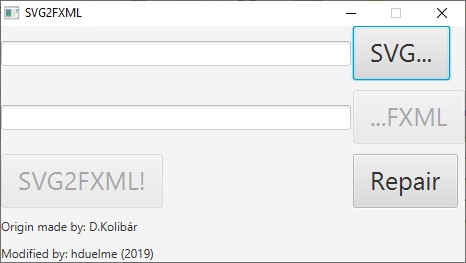 SVG2FXML
SVG...
...FXML
SVG2FXML!
Repair
Origin made by: D.Kolibár
Modified by: hduelme (2019)